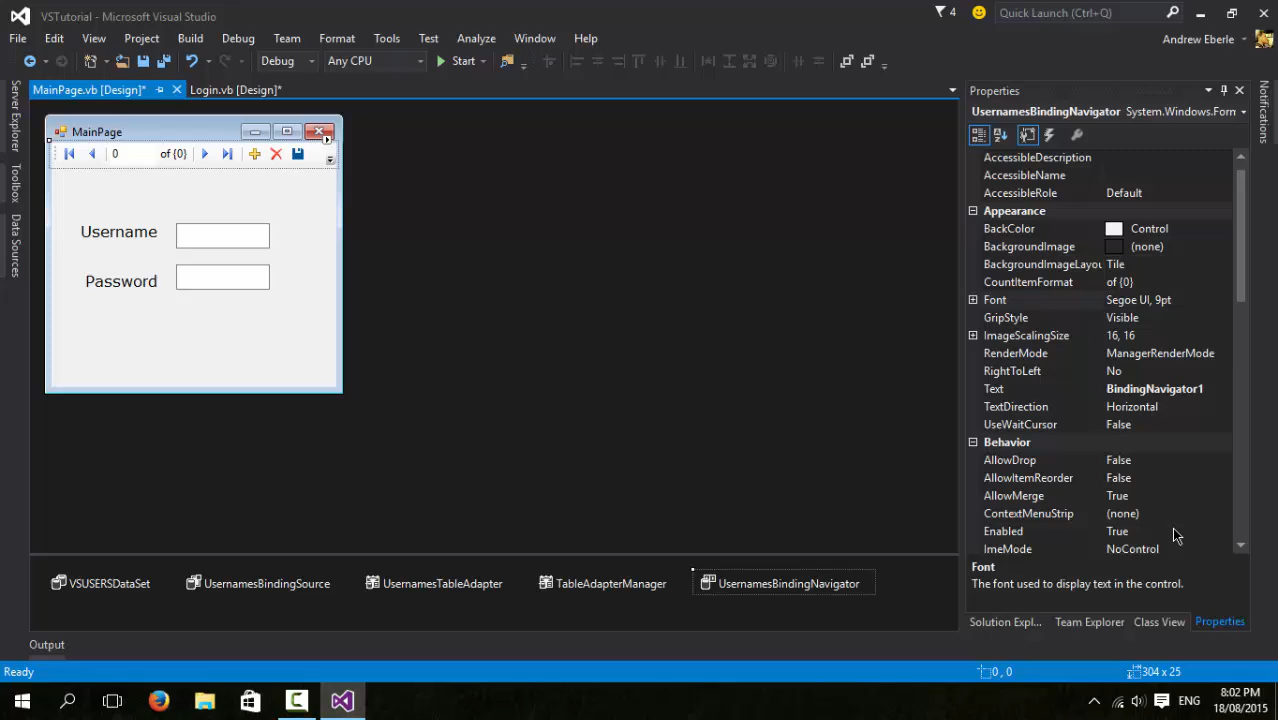 VSTutorial - Microsoft Visual Studio
4
Quick Launch (Ctrl+Q)
File Edit View Project Build Debug Team Format Tools Test Analyze Window Help
Andrew Eberle
Debug Any CPU Start
MainPage.vb [Design]* Login.vb [Design]*
Server Explorer
Toolbox
Data Sources
MainPage
0 of {0}
Username
Password
VSUSERSDataSet UsernamesBindingSource UsernamesTableAdapter TableAdapterManager UsernamesBindingNavigator
Properties
UsernamesBindingNavigator System.Windows.Form
AccessibleDescription
AccessibleName
AccessibleRole Default
Appearance
BackColor Control
BackgroundImage (none)
BackgroundImageLayou Tile
CountItemFormat of {0}
Font Segoe UI, 9pt
GripStyle Visible
ImageScalingSize 16, 16
RenderMode ManagerRenderMode
RightToLeft No
Text BindingNavigator1
TextDirection Horizontal
UseWaitCursor False
Behavior
AllowDrop False
AllowItemReorder False
AllowMerge True
ContextMenuStrip (none)
Enabled True
ImeMode NoControl
Font
The font used to display text in the control.
Solution Expl... Team Explorer Class View Properties
Notifications
Output
Ready
0 , 0
304 x 25
ENG
8:02 PM
18/08/2015